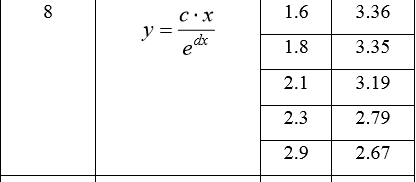 8 y = c · x / e^{dx} 1.6 3.36
1.8 3.35
2.1 3.19
2.3 2.79
2.9 2.67